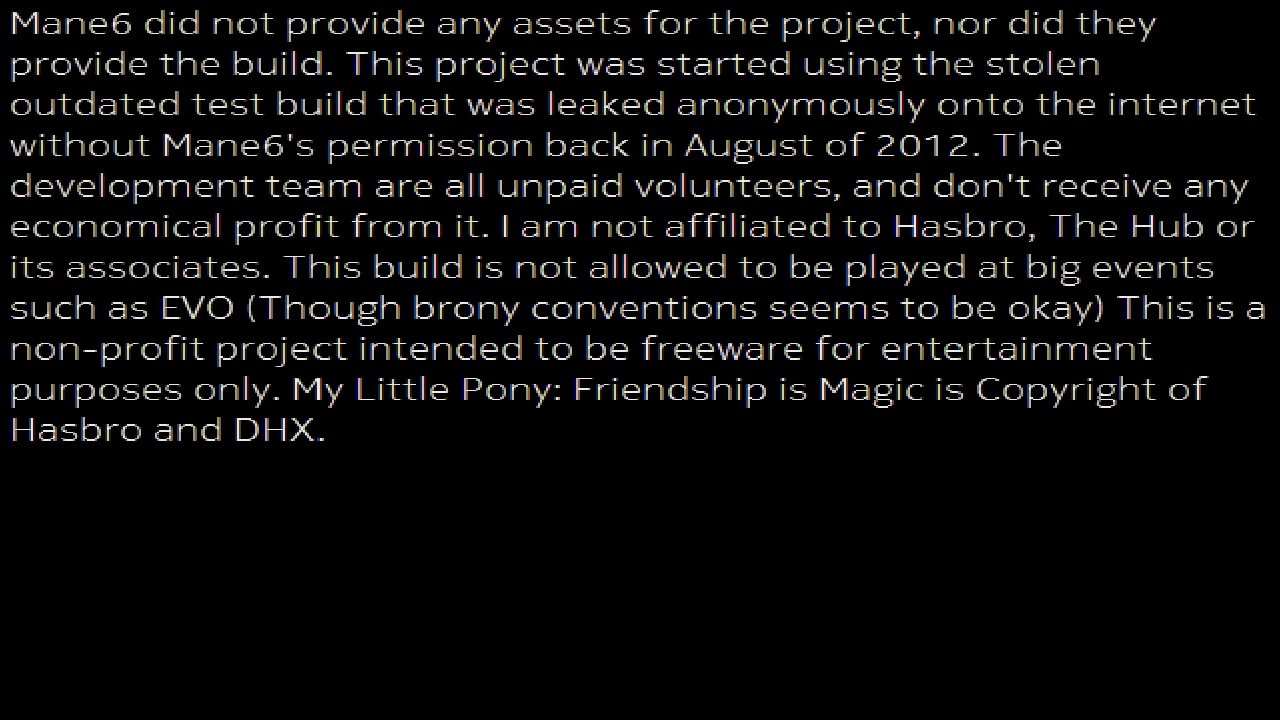 Mane6 did not provide any assets for the project, nor did they
provide the build. This project was started using the stolen
outdated test build that was leaked anonymously onto the internet
without Mane6's permission back in August of 2012. The
development team are all unpaid volunteers, and don't receive any
economical profit from it. I am not affiliated to Hasbro, The Hub or
its associates. This build is not allowed to be played at big events
such as EVO (Though brony conventions seems to be okay) This is a
non-profit project intended to be freeware for entertainment
purposes only. My Little Pony: Friendship is Magic is Copyright of
Hasbro and DHX.